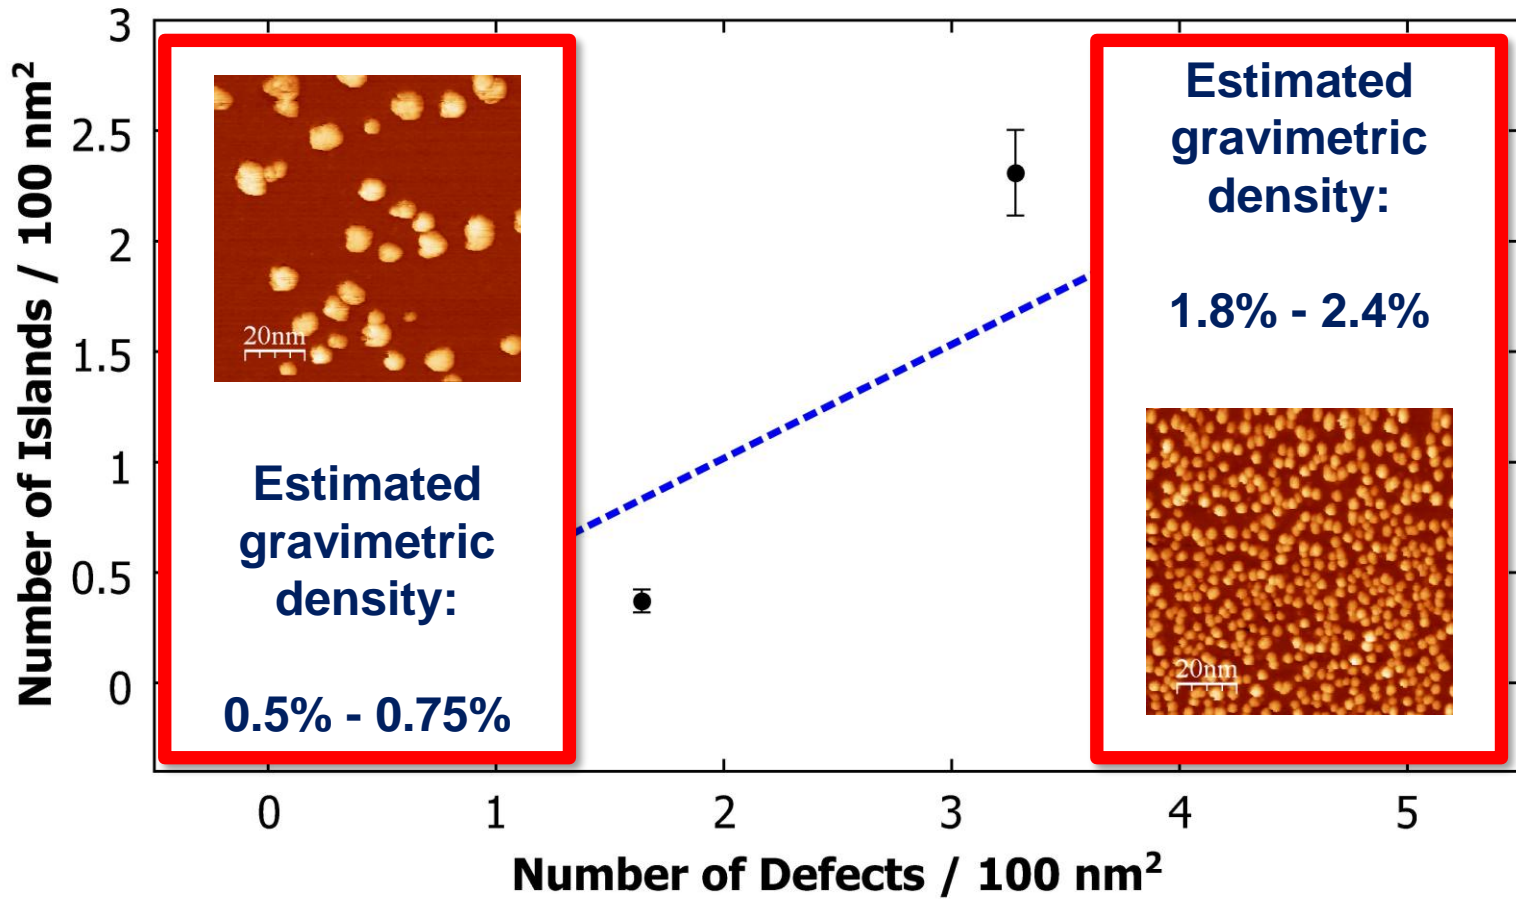 3
2.5
2
1.5
1
0.5
0
Number of Islands / 100 nm²
20nm
Estimated
gravimetric
density:
0.5% - 0.75%
Estimated
gravimetric
density:
1.8% - 2.4%
20nm
0 1 2 3 4 5
Number of Defects / 100 nm²